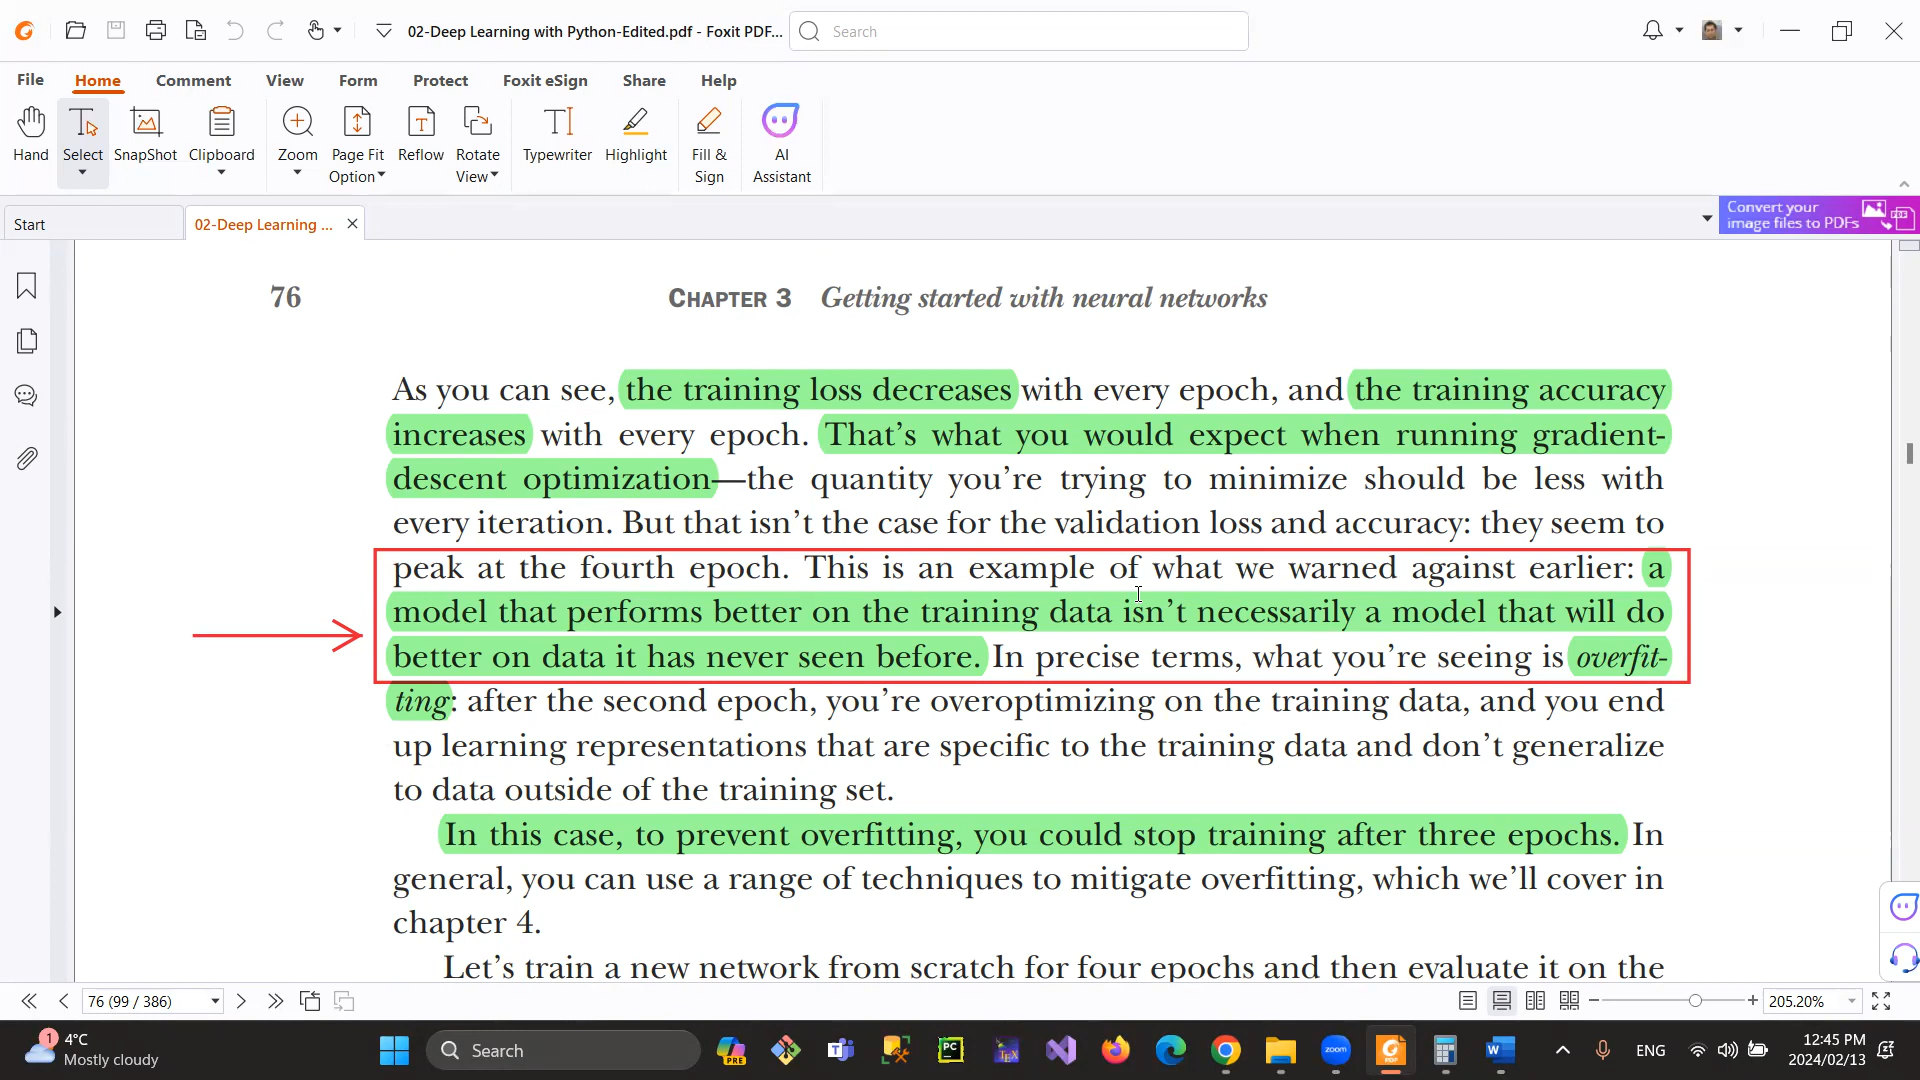 02-Deep Learning with Python-Edited.pdf - Foxit PDF...
Search
File
Home
Comment
View
Form
Protect
Foxit eSign
Share
Help
Hand
Select
SnapShot
Clipboard
Zoom
Page Fit
Option
Reflow
Rotate
View
Typewriter
Highlight
Fill &
Sign
AI
Assistant
Start
02-Deep Learning ...
Convert your
image files to PDFs
76
CHAPTER 3 Getting started with neural networks
As you can see, the training loss decreases with every epoch, and the training accuracy
increases with every epoch. That's what you would expect when running gradient-
descent optimization—the quantity you're trying to minimize should be less with
every iteration. But that isn't the case for the validation loss and accuracy: they seem to
peak at the fourth epoch. This is an example of what we warned against earlier: a
model that performs better on the training data isn't necessarily a model that will do
better on data it has never seen before. In precise terms, what you're seeing is overfit-
ting: after the second epoch, you're overoptimizing on the training data, and you end
up learning representations that are specific to the training data and don't generalize
to data outside of the training set.
In this case, to prevent overfitting, you could stop training after three epochs. In
general, you can use a range of techniques to mitigate overfitting, which we'll cover in
chapter 4.
Let's train a new network from scratch for four epochs and then evaluate it on the
76 (99 / 386)
205.20%
1
4°C
Mostly cloudy
Search
PRE
PC
TEX
zoom
PDF
W
ENG
12:45 PM
2024/02/13